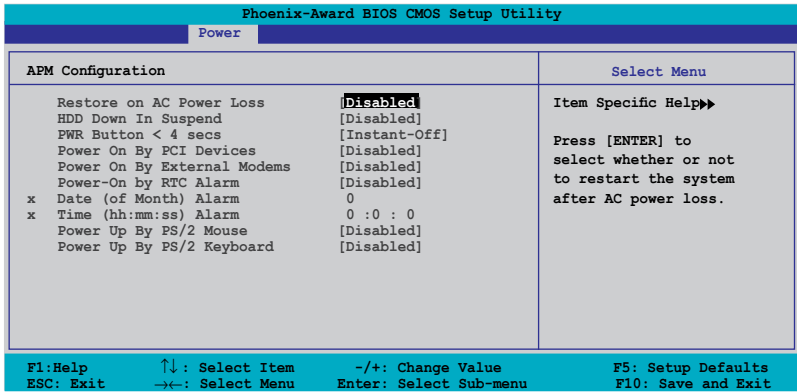 Phoenix-Award BIOS CMOS Setup Utility
Power
APM Configuration
Select Menu
Restore on AC Power Loss [Disabled]
HDD Down In Suspend [Disabled]
PWR Button < 4 secs [Instant-Off]
Power On By PCI Devices [Disabled]
Power On By External Modems [Disabled]
Power-On by RTC Alarm [Disabled]
x Date (of Month) Alarm 0
x Time (hh:mm:ss) Alarm 0 :0 : 0
Power Up By PS/2 Mouse [Disabled]
Power Up By PS/2 Keyboard [Disabled]
Item Specific Help▶▶
Press [ENTER] to
select whether or not
to restart the system
after AC power loss.
F1:Help ↑↓ : Select Item -/+: Change Value F5: Setup Defaults
ESC: Exit →←: Select Menu Enter: Select Sub-menu F10: Save and Exit